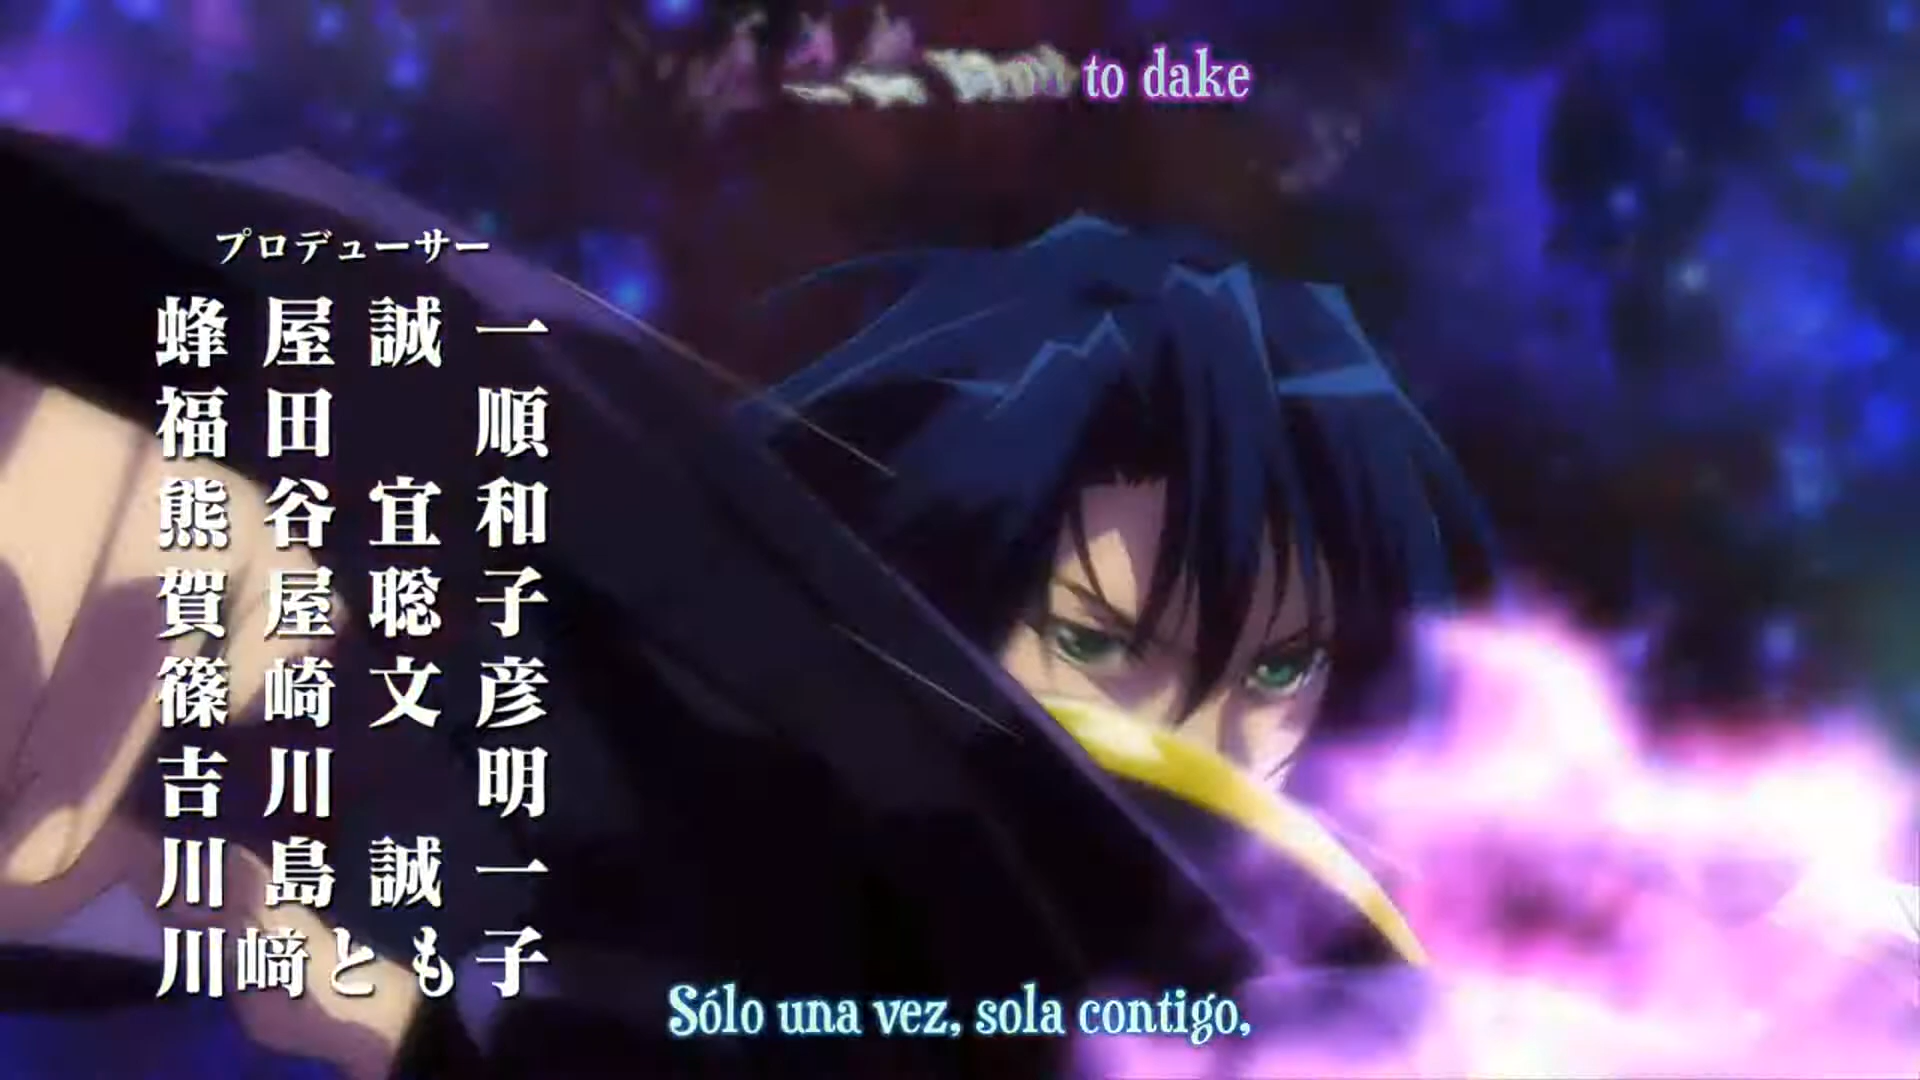 to dake
プロデューサー
蜂屋誠一
福田 順
熊谷宜和
賀屋聡子
篠崎文彦
吉川 明
川島誠一
川﨑とも子
Sólo una vez, sola contigo,